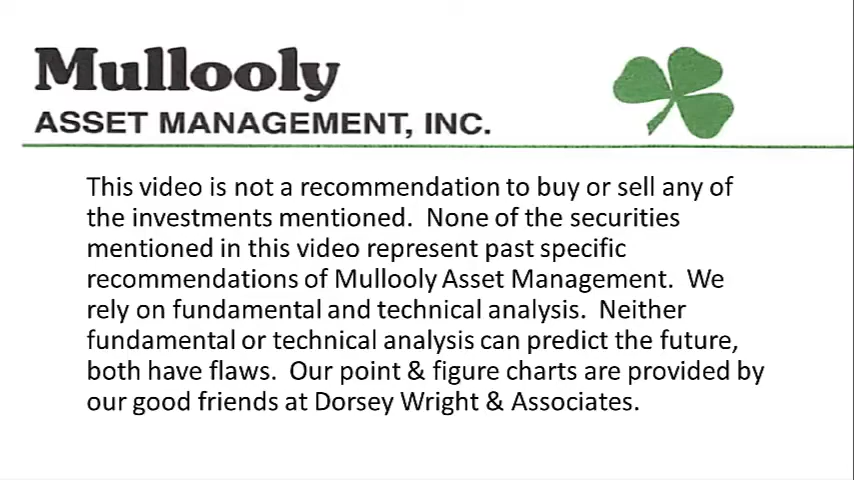 Mullooly
ASSET MANAGEMENT, INC.
This video is not a recommendation to buy or sell any of
the investments mentioned.  None of the securities
mentioned in this video represent past specific
recommendations of Mullooly Asset Management.  We
rely on fundamental and technical analysis.  Neither
fundamental or technical analysis can predict the future,
both have flaws.  Our point & figure charts are provided by
our good friends at Dorsey Wright & Associates.